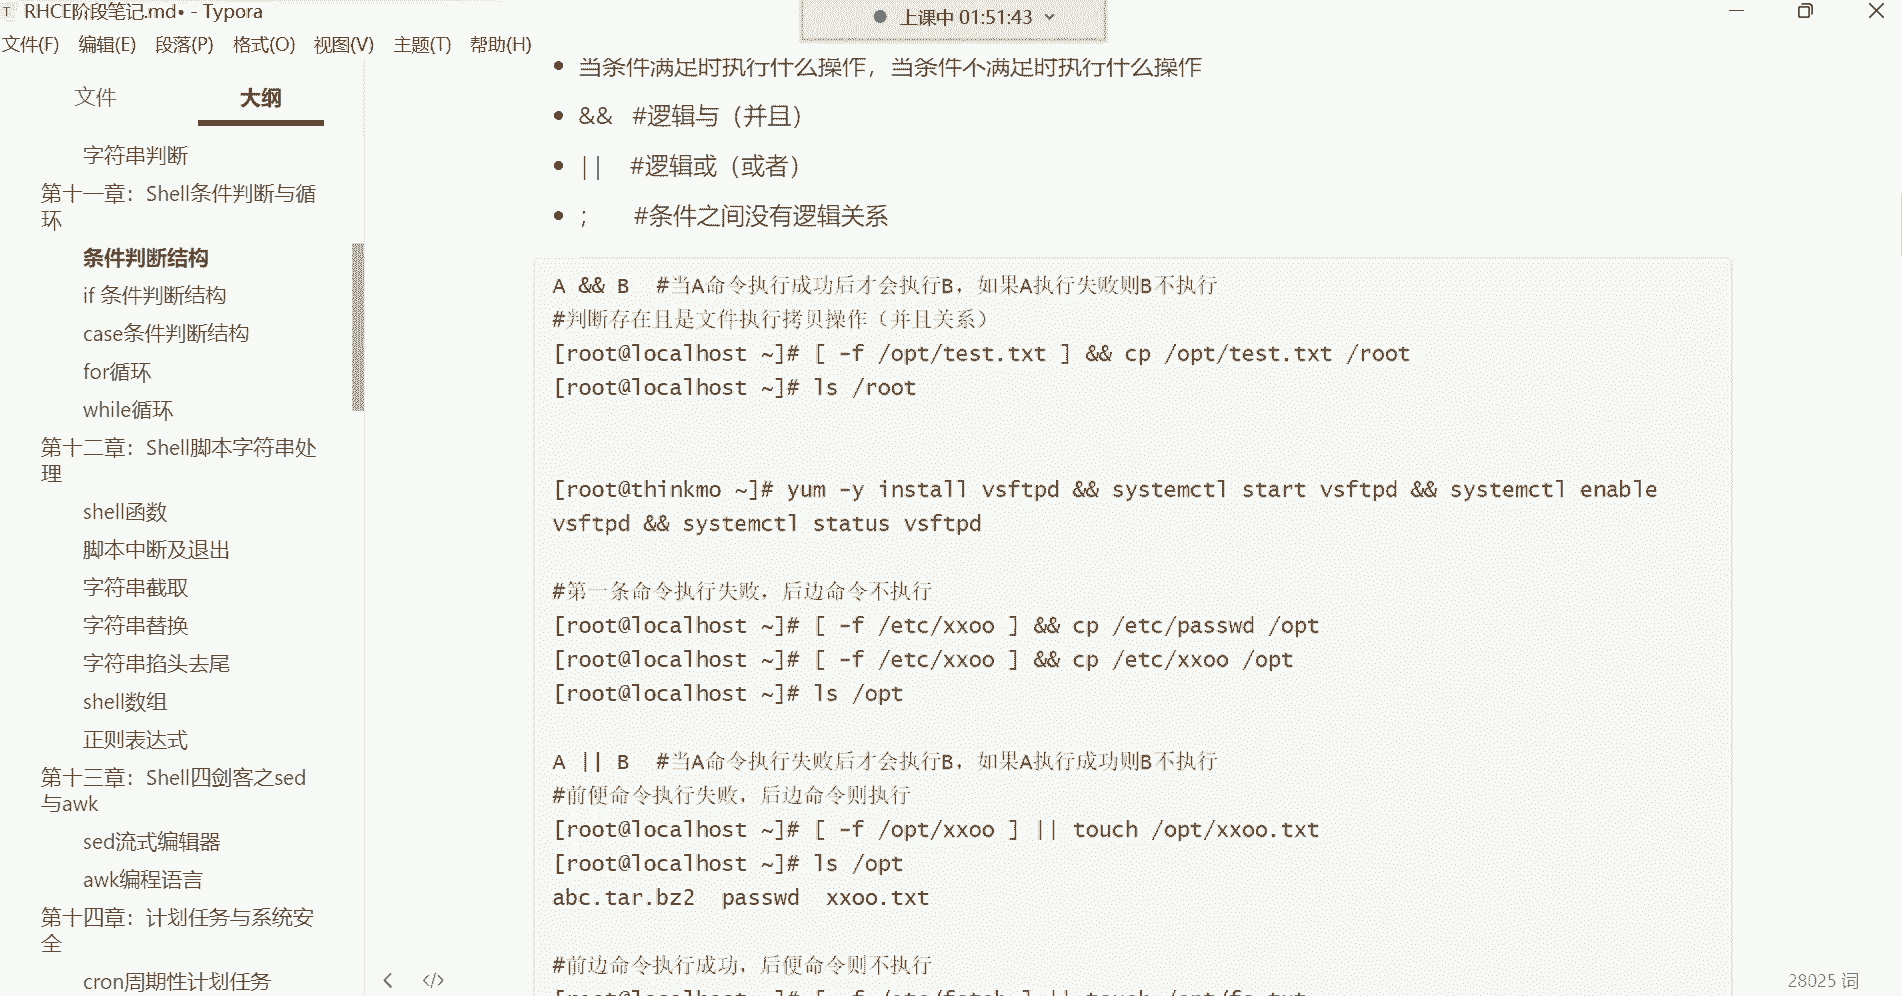 RHCE阶段笔记.md• - Typora
上课中 01:51:43
文件(F) 编辑(E) 段落(P) 格式(O) 视图(V) 主题(T) 帮助(H)
文件 大纲
字符串判断
第十一章：Shell条件判断与循
环
条件判断结构
if 条件判断结构
case条件判断结构
for循环
while循环
第十二章：Shell脚本字符串处
理
shell函数
脚本中断及退出
字符串截取
字符串替换
字符串掐头去尾
shell数组
正则表达式
第十三章：Shell四剑客之sed
与awk
sed流式编辑器
awk编程语言
第十四章：计划任务与系统安
全
cron周期性计划任务
当条件满足时执行什么操作，当条件不满足时执行什么操作
&& #逻辑与（并且）
|| #逻辑或（或者）
; #条件之间没有逻辑关系
A && B #当A命令执行成功后才会执行B，如果A执行失败则B不执行
#判断存在且是文件执行拷贝操作（并且关系）
[root@localhost ~]# [ -f /opt/test.txt ] && cp /opt/test.txt /root
[root@localhost ~]# ls /root
[root@thinkmo ~]# yum -y install vsftpd && systemctl start vsftpd && systemctl enable
vsftpd && systemctl status vsftpd
#第一条命令执行失败，后边命令不执行
[root@localhost ~]# [ -f /etc/xxoo ] && cp /etc/passwd /opt
[root@localhost ~]# [ -f /etc/xxoo ] && cp /etc/xxoo /opt
[root@localhost ~]# ls /opt
A || B #当A命令执行失败后才会执行B，如果A执行成功则B不执行
#前便命令执行失败，后边命令则执行
[root@localhost ~]# [ -f /opt/xxoo ] || touch /opt/xxoo.txt
[root@localhost ~]# ls /opt
abc.tar.bz2 passwd xxoo.txt
#前边命令执行成功，后便命令则不执行
28025 词